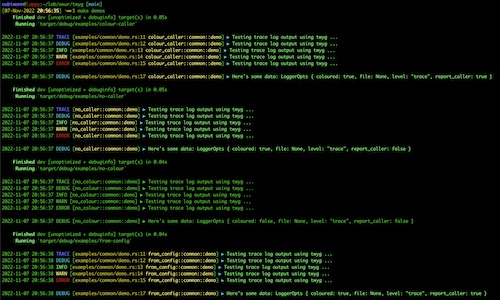 [07-Nov-2022 20:56:35] make demos
Finished dev [unoptimized + debuginfo] target(s) in 0.05s
Running `target/debug/examples/colour-caller`
2022-11-07 20:56:37 TRACE [examples/common/demo.rs:11 colour_caller::common::demo] ▶ Testing trace log output using twyg ...
2022-11-07 20:56:37 DEBUG [examples/common/demo.rs:12 colour_caller::common::demo] ▶ Testing trace log output using twyg ...
2022-11-07 20:56:37 INFO [examples/common/demo.rs:13 colour_caller::common::demo] ▶ Testing trace log output using twyg ...
2022-11-07 20:56:37 WARN [examples/common/demo.rs:14 colour_caller::common::demo] ▶ Testing trace log output using twyg ...
2022-11-07 20:56:37 ERROR [examples/common/demo.rs:15 colour_caller::common::demo] ▶ Testing trace log output using twyg ...
2022-11-07 20:56:37 DEBUG [examples/common/demo.rs:17 colour_caller::common::demo] ▶ Here's some data: LoggerOpts { coloured: true, file: None, level: "trace", report_caller: true }
Finished dev [unoptimized + debuginfo] target(s) in 0.05s
Running `target/debug/examples/no-caller`
2022-11-07 20:56:37 TRACE [no_caller::common::demo] ▶ Testing trace log output using twyg ...
2022-11-07 20:56:37 DEBUG [no_caller::common::demo] ▶ Testing trace log output using twyg ...
2022-11-07 20:56:37 INFO [no_caller::common::demo] ▶ Testing trace log output using twyg ...
2022-11-07 20:56:37 WARN [no_caller::common::demo] ▶ Testing trace log output using twyg ...
2022-11-07 20:56:37 ERROR [no_caller::common::demo] ▶ Testing trace log output using twyg ...
2022-11-07 20:56:37 DEBUG [no_caller::common::demo] ▶ Here's some data: LoggerOpts { coloured: true, file: None, level: "trace", report_caller: false }
Finished dev [unoptimized + debuginfo] target(s) in 0.04s
Running `target/debug/examples/no-colour`
2022-11-07 20:56:37 TRACE [no_colour::common::demo] ▶ Testing trace log output using twyg ...
2022-11-07 20:56:37 DEBUG [no_colour::common::demo] ▶ Testing trace log output using twyg ...
2022-11-07 20:56:37 INFO [no_colour::common::demo] ▶ Testing trace log output using twyg ...
2022-11-07 20:56:37 WARN [no_colour::common::demo] ▶ Testing trace log output using twyg ...
2022-11-07 20:56:37 ERROR [no_colour::common::demo] ▶ Testing trace log output using twyg ...
2022-11-07 20:56:37 DEBUG [no_colour::common::demo] ▶ Here's some data: LoggerOpts { coloured: false, file: None, level: "trace", report_caller: false }
Finished dev [unoptimized + debuginfo] target(s) in 0.04s
Running `target/debug/examples/from-config`
2022-11-07 20:56:38 TRACE [examples/common/demo.rs:11 from_config::common::demo] ▶ Testing trace log output using twyg ...
2022-11-07 20:56:38 DEBUG [examples/common/demo.rs:12 from_config::common::demo] ▶ Testing trace log output using twyg ...
2022-11-07 20:56:38 INFO [examples/common/demo.rs:13 from_config::common::demo] ▶ Testing trace log output using twyg ...
2022-11-07 20:56:38 WARN [examples/common/demo.rs:14 from_config::common::demo] ▶ Testing trace log output using twyg ...
2022-11-07 20:56:38 ERROR [examples/common/demo.rs:15 from_config::common::demo] ▶ Testing trace log output using twyg ...
2022-11-07 20:56:38 DEBUG [examples/common/demo.rs:17 from_config::common::demo] ▶ Here's some data: LoggerOpts { coloured: true, file: None, level: "trace", report_caller: true }